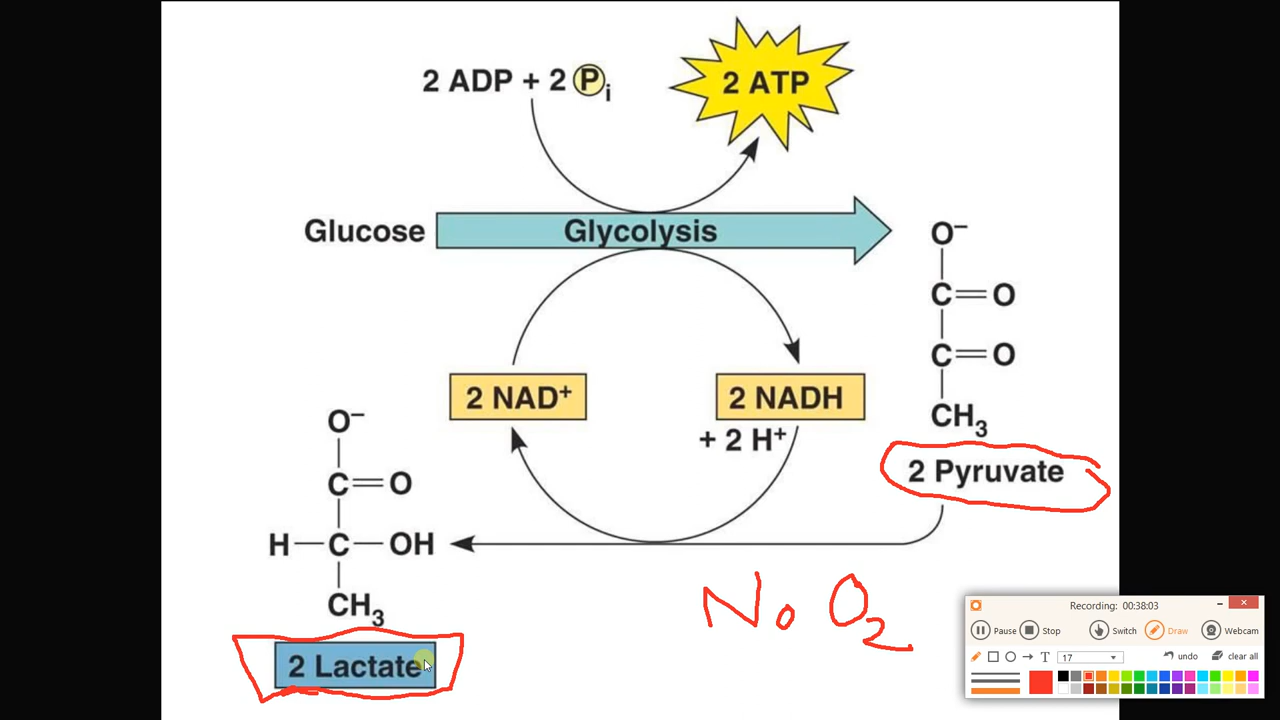 2 ADP + 2 Pi
2 ATP
Glucose
Glycolysis
O–
C=O
C=O
CH3
2 Pyruvate
2 NAD+
2 NADH
+ 2 H+
O–
C=O
H–C–OH
CH3
2 Lactate
No O2
Recording: 00:38:03
Pause
Stop
Switch
Draw
Webcam
T
17
undo
clear all